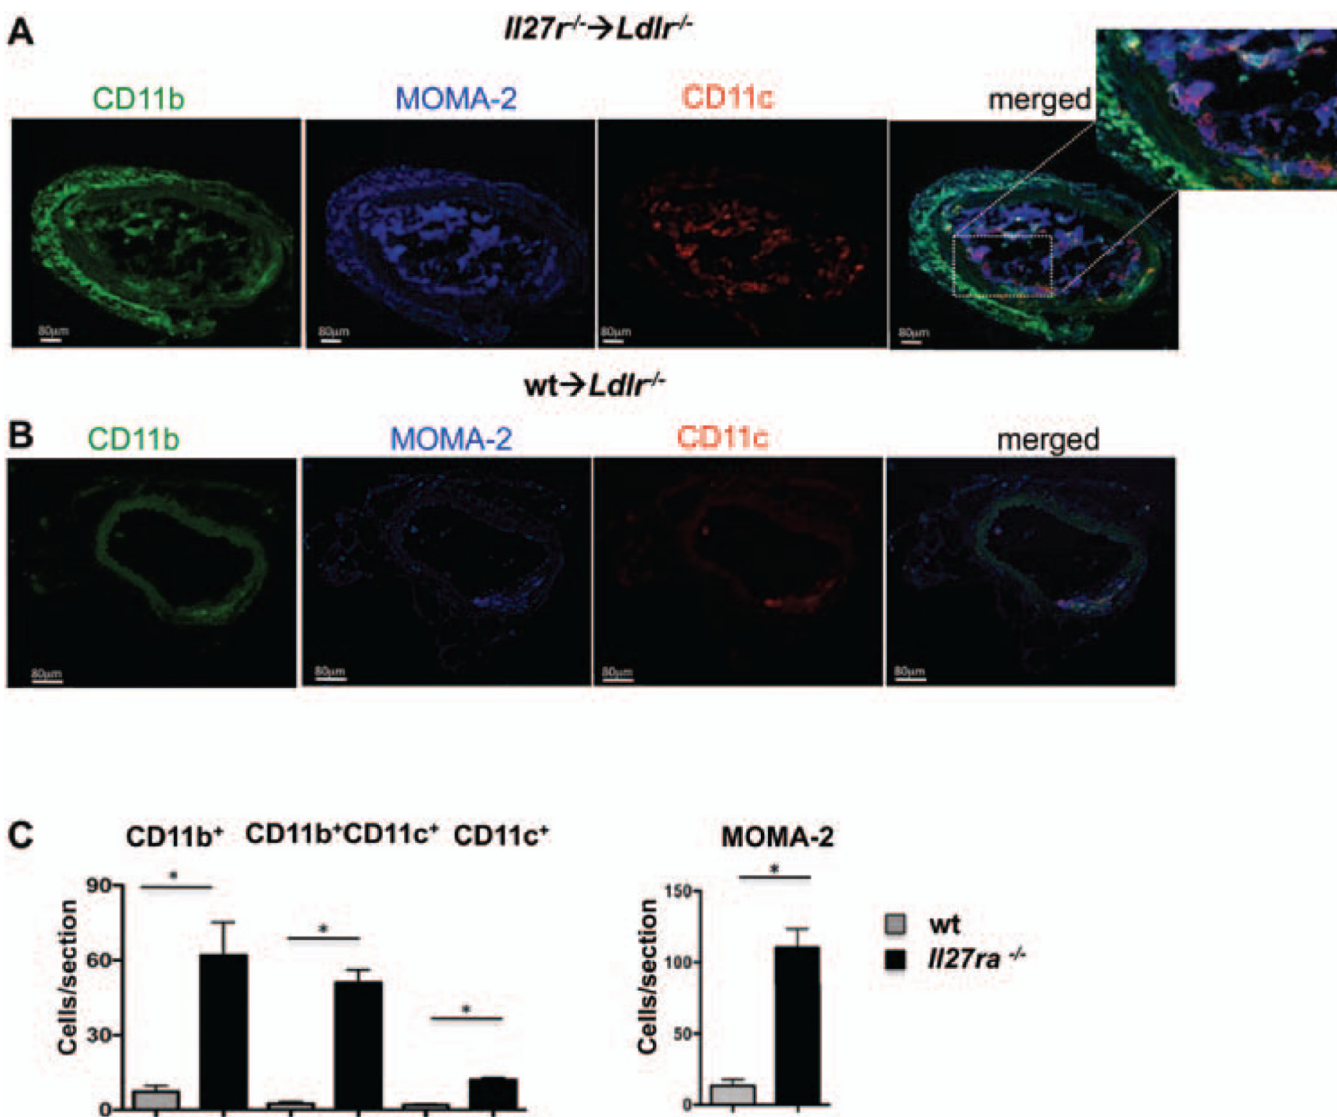 A
Il27r-/-→Ldlr-/-
CD11b
MOMA-2
CD11c
merged
80µm
80µm
80µm
80µm
wt→Ldlr-/-
B
CD11b
MOMA-2
CD11c
merged
80µm
80µm
80µm
80µm
C
CD11b+
CD11b+CD11c+
CD11c+
MOMA-2
Cells/section
90
60
30
0
*
*
*
Cells/section
150
100
50
0
*
wt
Il27ra -/-